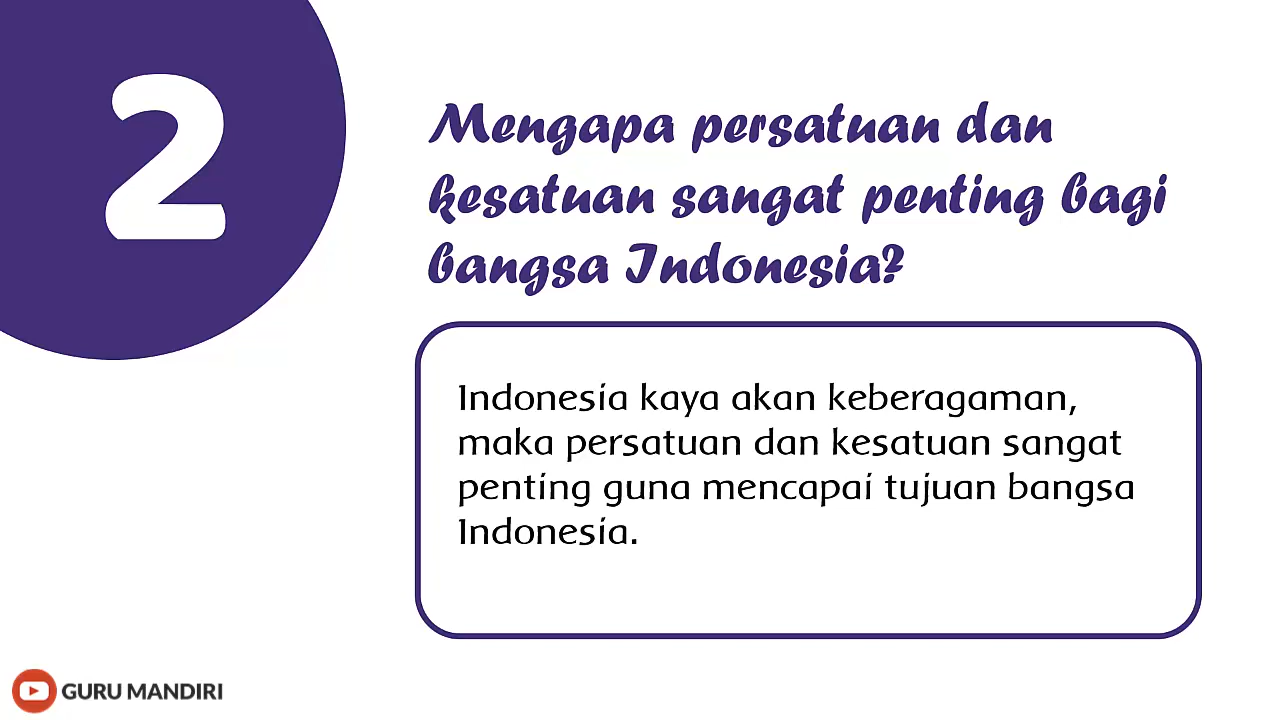 2
Mengapa persatuan dan
kesatuan sangat penting bagi
bangsa Indonesia?
Indonesia kaya akan keberagaman,
maka persatuan dan kesatuan sangat
penting guna mencapai tujuan bangsa
Indonesia.
GURU MANDIRI